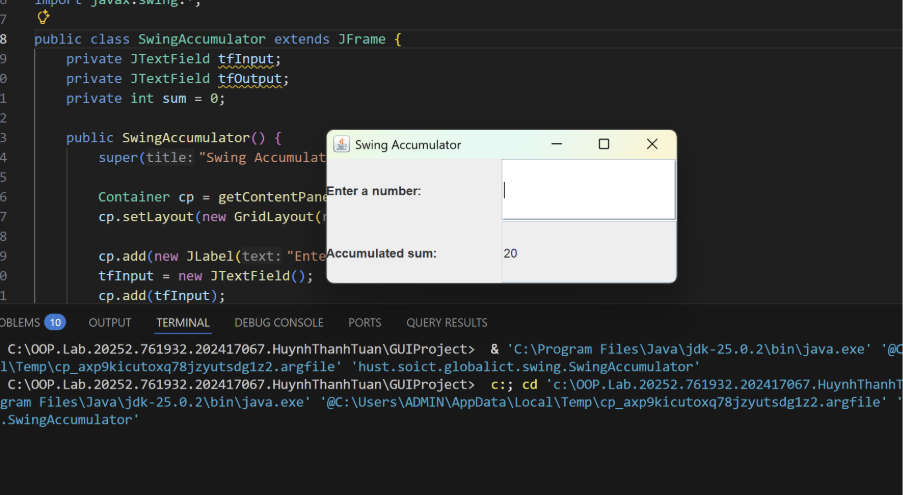 import javax.swing.*;
7
8 public class SwingAccumulator extends JFrame {
9 private JTextField tfInput;
0 private JTextField tfOutput;
1 private int sum = 0;
2
3 public SwingAccumulator() {
4 super(title: "Swing Accumulat
5
6 Container cp = getContentPane
7 cp.setLayout(new GridLayout(
8
9 cp.add(new JLabel(text: "Ente
0 tfInput = new JTextField();
1 cp.add(tfInput);
Swing Accumulator
Enter a number:
Accumulated sum: 20
OBLEMS 10 OUTPUT TERMINAL DEBUG CONSOLE PORTS QUERY RESULTS
C:\OOP.Lab.20252.761932.202417067.HuynhThanhTuan\GUIProject> & 'C:\Program Files\Java\jdk-25.0.2\bin\java.exe' '@C
l\Temp\cp_axp9kicutoxq78jzyutsdg1z2.argfile' 'hust.soict.globalict.swing.SwingAccumulator'
C:\OOP.Lab.20252.761932.202417067.HuynhThanhTuan\GUIProject> c:; cd 'c:\OOP.Lab.20252.761932.202417067.HuynhThanhT
gram Files\Java\jdk-25.0.2\bin\java.exe' '@C:\Users\ADMIN\AppData\Local\Temp\cp_axp9kicutoxq78jzyutsdg1z2.argfile' '
.SwingAccumulator'